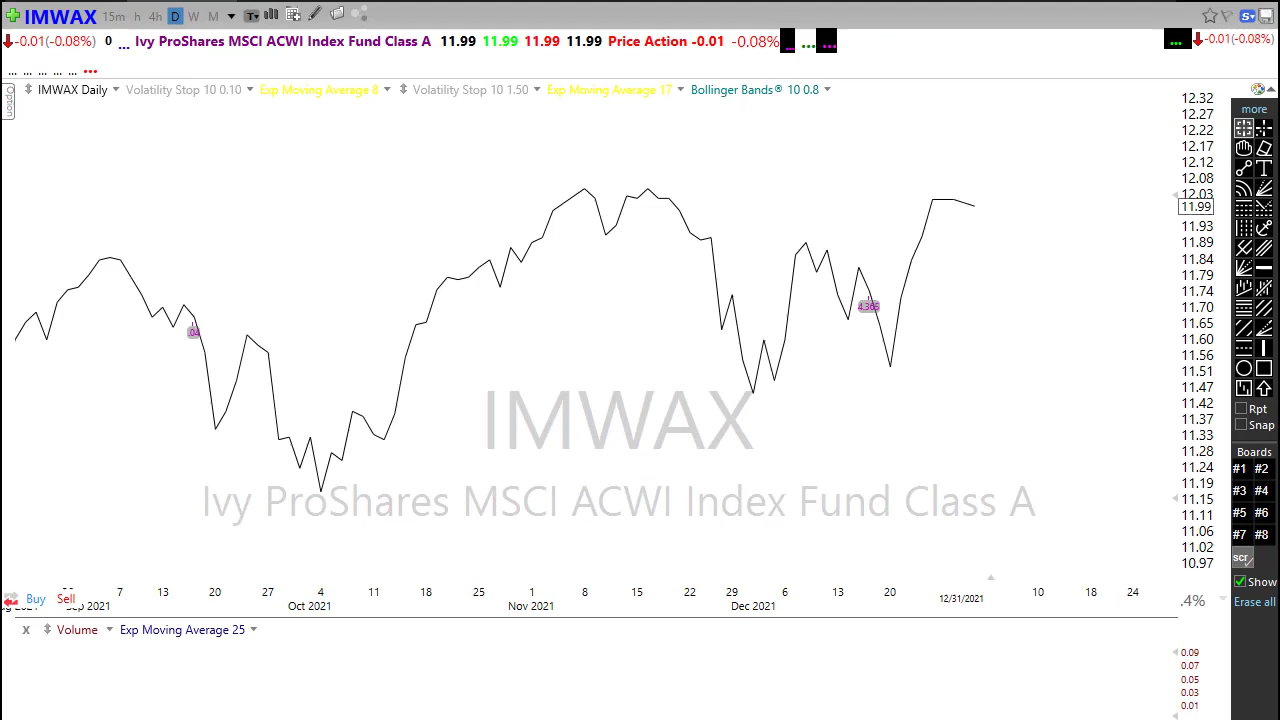 IMWAX 15m h 4h D W M T
S
-0.01(-0.08%) 0 ... Ivy ProShares MSCI ACWI Index Fund Class A 11.99 11.99 11.99 11.99 Price Action -0.01 -0.08% ... ... ... ... -0.01(-0.08%)
... ... ... ... ... ...
Option
IMWAX Daily Volatility Stop 10 0.10 Exp Moving Average 8 Volatility Stop 10 1.50 Exp Moving Average 17 Bollinger Bands® 10 0.8
12.32
12.27
12.22
12.17
12.12
12.08
12.03
11.99
11.93
11.89
11.84
11.79
11.74
11.70
11.65
11.60
11.56
11.51
11.47
11.42
11.37
11.33
11.28
11.24
11.19
11.15
11.11
11.06
11.02
10.97
more
T
Rpt
Snap
Boards
#1 #2
#3 #4
#5 #6
#7 #8
scr
Show
Erase all
.04
4.365
IMWAX
Ivy ProShares MSCI ACWI Index Fund Class A
7 13 20 27 4 11 18 25 1 8 15 22 29 6 13 20 12/31/2021 10 18 24
Buy Sell
Sep 2021 Oct 2021 Nov 2021 Dec 2021
.4%
x Volume Exp Moving Average 25
0.09
0.07
0.05
0.03
0.01